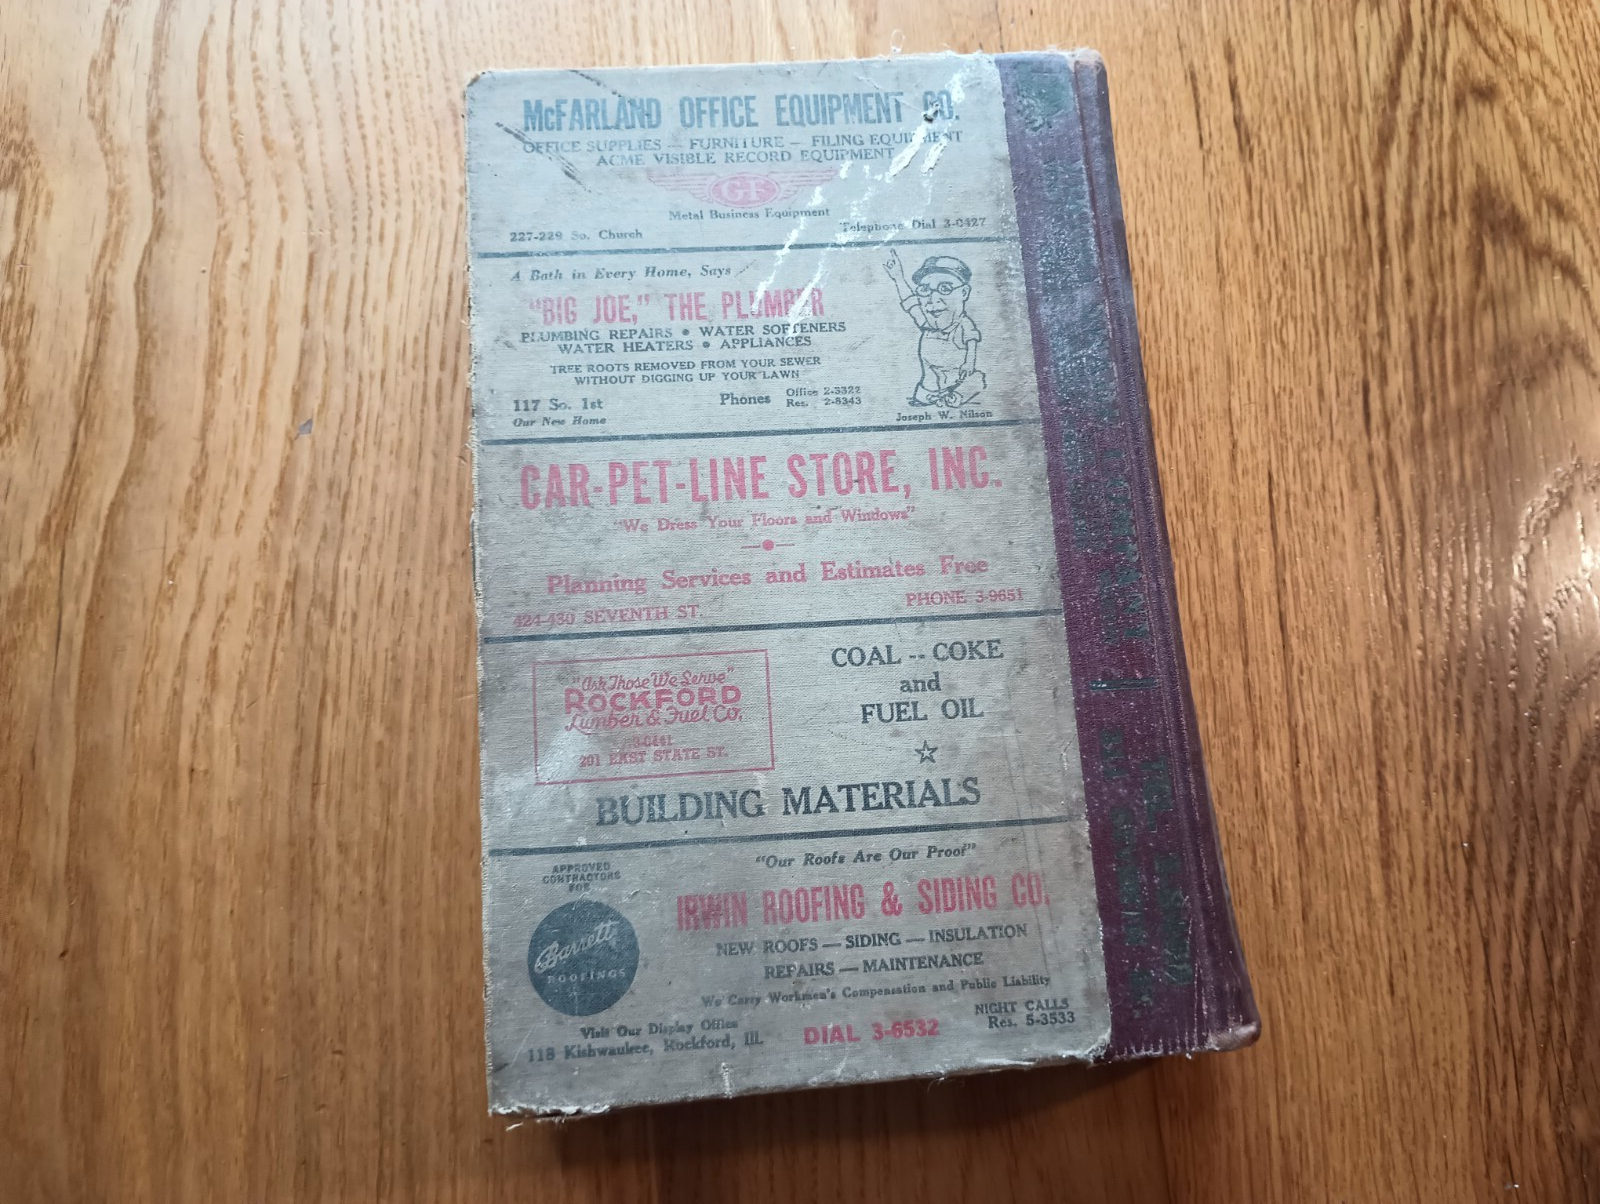 McFARLAND OFFICE EQUIPMENT CO.
OFFICE SUPPLIES — FURNITURE — FILING EQUIPMENT
ACME VISIBLE RECORD EQUIPMENT
GF
Metal Business Equipment
227-229 So. Church
Telephone Dial 3-0427
A Bath in Every Home, Says
"BIG JOE," THE PLUMBER
PLUMBING REPAIRS • WATER SOFTENERS
WATER HEATERS • APPLIANCES
TREE ROOTS REMOVED FROM YOUR SEWER
WITHOUT DIGGING UP YOUR LAWN
117 So. 1st
Our New Home
Phones
Office 2-3322
Res. 2-8343
Joseph W. Nilson
CAR-PET-LINE STORE, INC.
"We Dress Your Floors and Windows"
Planning Services and Estimates Free
424-430 SEVENTH ST.
PHONE 3-9651
"Ask Those We Serve"
ROCKFORD
Lumber & Fuel Co.
3-0441
201 EAST STATE ST.
COAL -- COKE
and
FUEL OIL
BUILDING MATERIALS
APPROVED
CONTRACTORS
FOR
Barrett
ROOFINGS
"Our Roofs Are Our Proof"
IRWIN ROOFING & SIDING CO.
NEW ROOFS — SIDING — INSULATION
REPAIRS — MAINTENANCE
We Carry Workmen's Compensation and Public Liability
Visit Our Display Office
118 Kishwaukee, Rockford, Ill.
DIAL 3-6532
NIGHT CALLS
Res. 5-3533